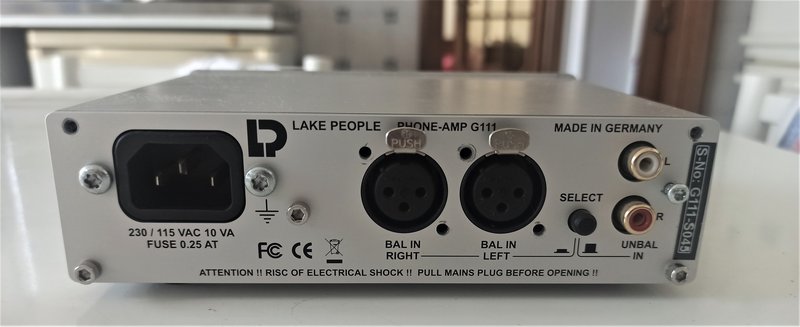 LP LAKE PEOPLE PHONE-AMP G111 MADE IN GERMANY
PUSH
L
S-No: G111-S045
SELECT
R
230 / 115 VAC 10 VA
FUSE 0.25 AT
BAL IN
RIGHT
BAL IN
LEFT
UNBAL
IN
FC CE
ATTENTION !! RISC OF ELECTRICAL SHOCK !! PULL MAINS PLUG BEFORE OPENING !!